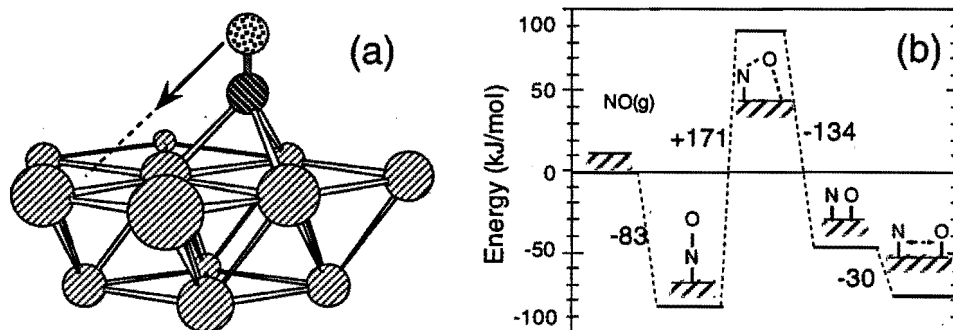 (a)
(b)
Energy (kJ/mol)
100
50
0
-50
-100
NO(g)
-83
O
N
+171
N O
-134
N O
-30
N O